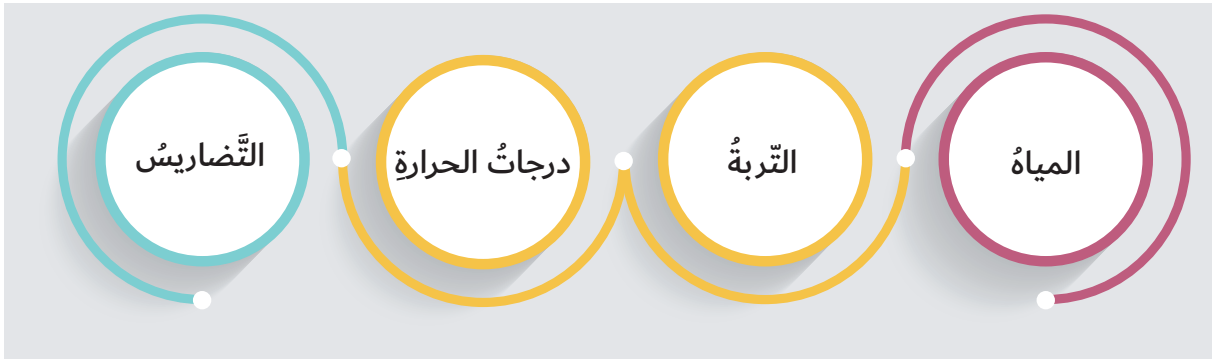 المياهُ
التّربةُ
درجاتُ الحرارةِ
التَّضاريسُ